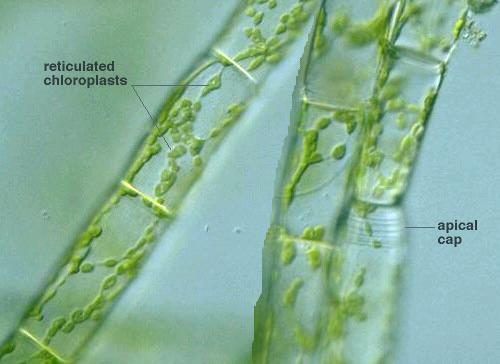 reticulated
chloroplasts
apical
cap